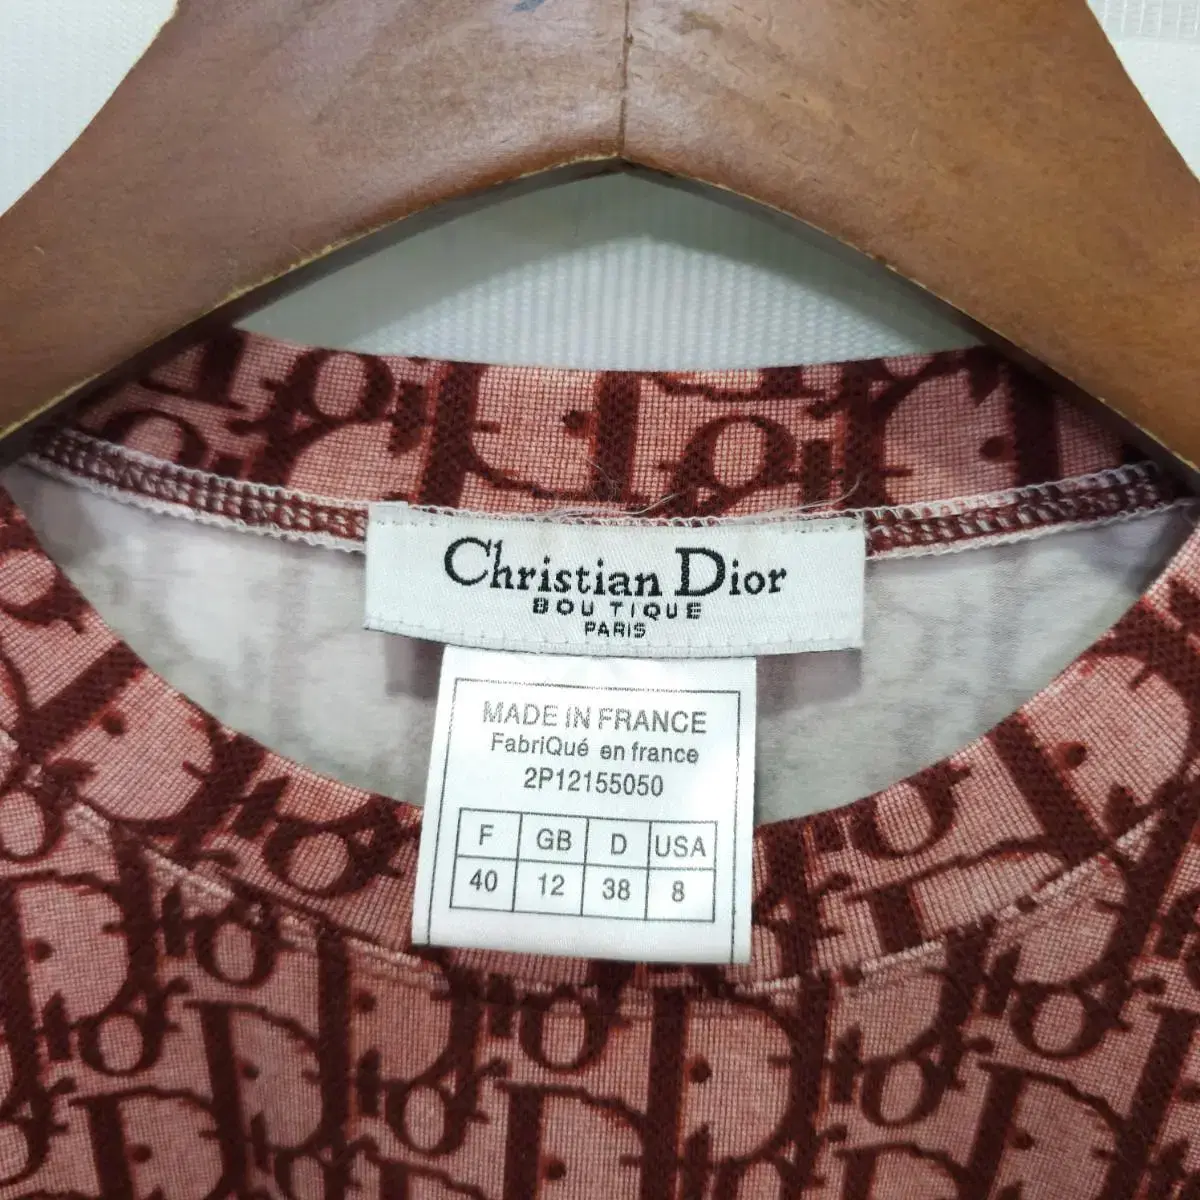 Christian Dior
BOUTIQUE
PARIS
MADE IN FRANCE
FabriQué en france
2P12155050
F GB D USA
40 12 38 8